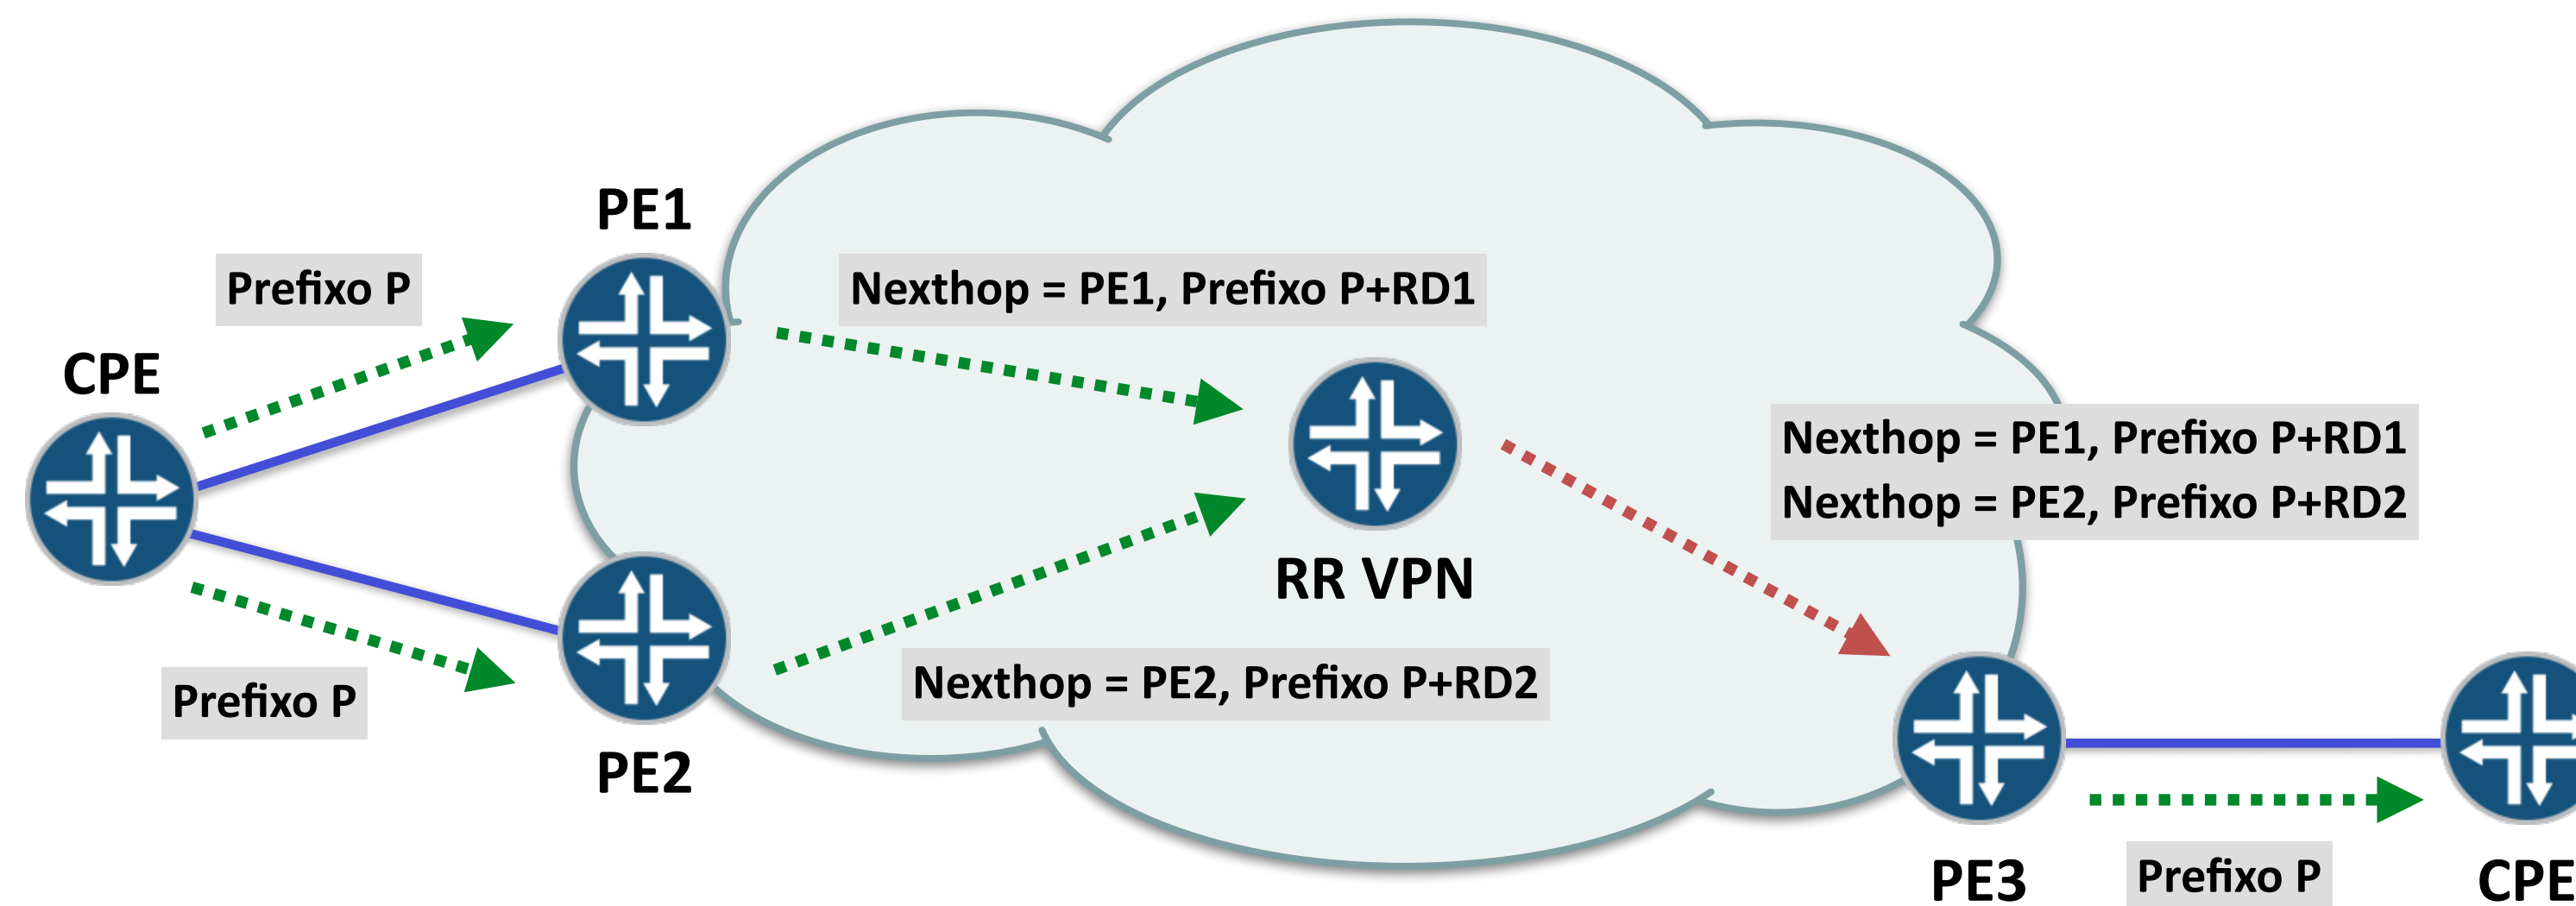 PE1
Prefixo P
Nexthop = PE1, Prefixo P+RD1
CPE
Nexthop = PE1, Prefixo P+RD1
Nexthop = PE2, Prefixo P+RD2
RR VPN
Prefixo P
Nexthop = PE2, Prefixo P+RD2
PE2
PE3
Prefixo P
CPE